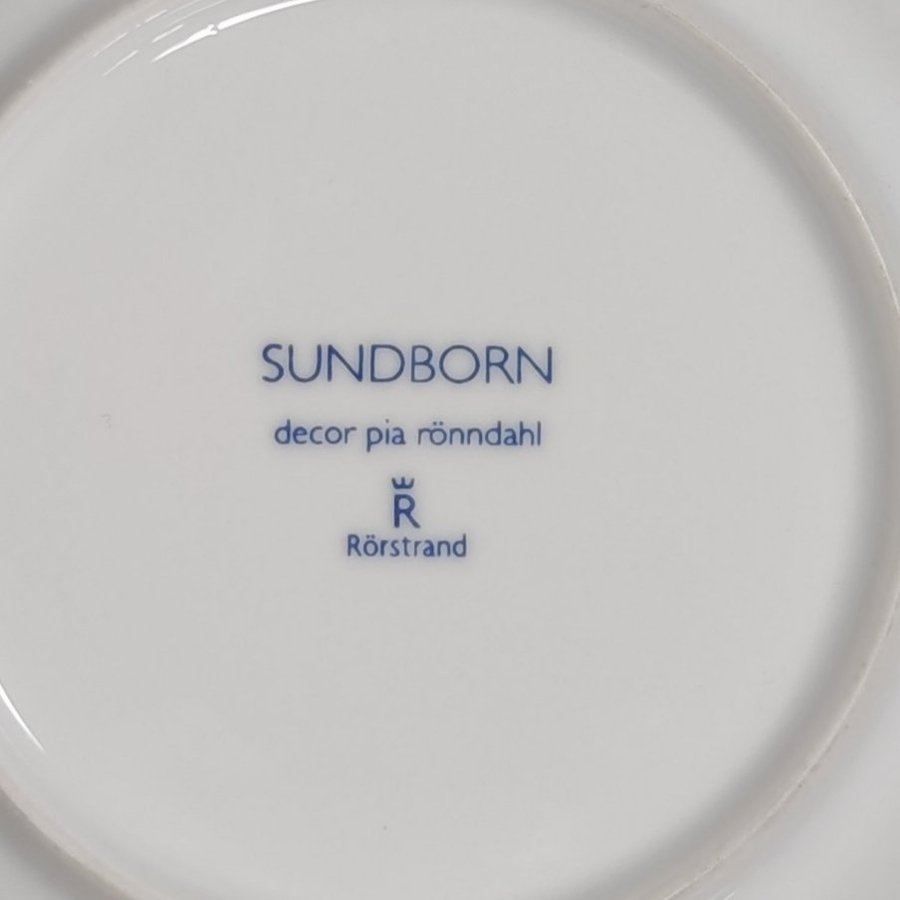 SUNDBORN
decor pia rönndahl
R
Rörstrand